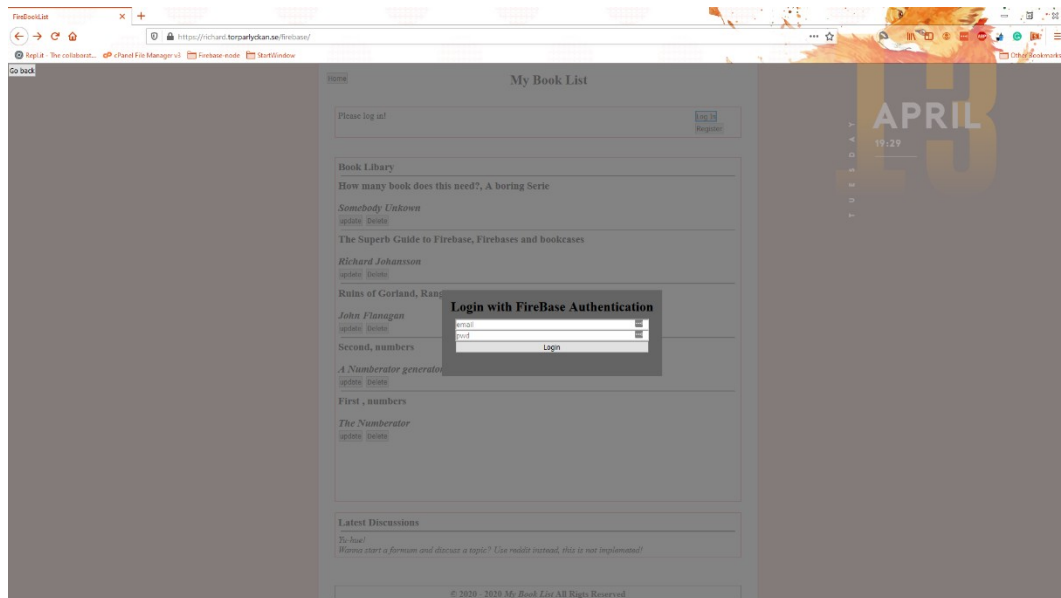 FireBookList
https://richard.torparlyckan.se/firebase/
Repl.it - The collaborat... cPanel File Manager v3 Firebase-node StartWindow Other Bookmarks
Go back
Home
My Book List
Please log in!
Log In
Register
APRIL
19:29
TUESDAY
Book Libary
How many book does this need?, A boring Serie
Somebody Unkown
update Delete
The Superb Guide to Firebase, Firebases and bookcases
Richard Johansson
update Delete
Ruins of Gorland, Rang
John Flanagan
update Delete
Login with FireBase Authentication
email
pwd
Login
Second, numbers
A Numberator generator
update Delete
First , numbers
The Numberator
update Delete
Latest Discussions
Wanna start a formum and discuss a topic? Use reddit instead, this is not implemented!
© 2020 - 2020 My Book List All Rigts Reserved